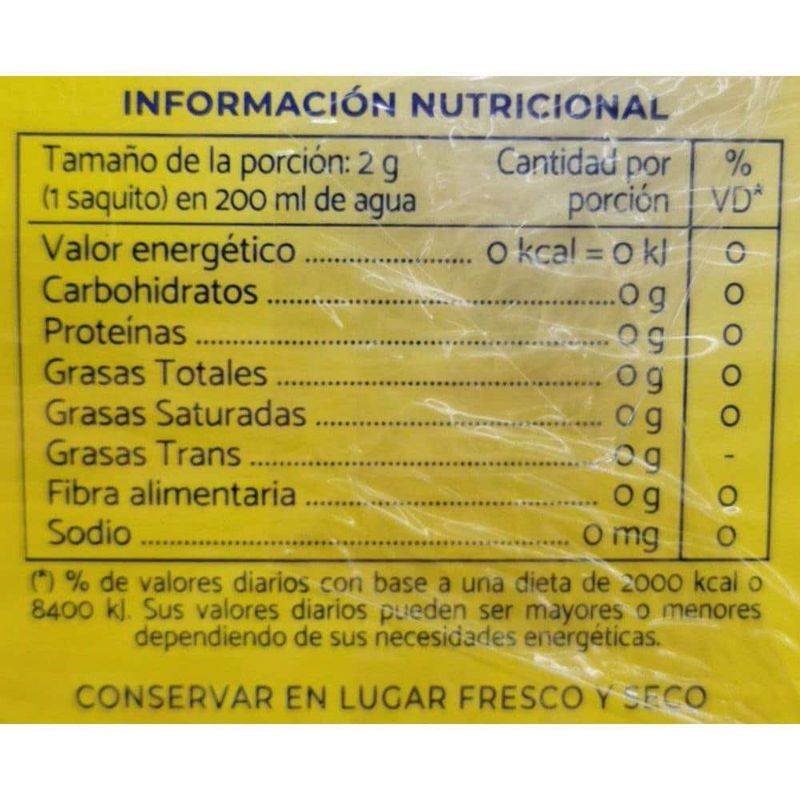 INFORMACIÓN NUTRICIONAL
Tamaño de la porción: 2 g (1 saquito) en 200 ml de agua
Cantidad por porción
% VD*
Valor energético .................... 0 kcal = 0 kJ 0
Carbohidratos .................... 0 g 0
Proteínas .................... 0 g 0
Grasas Totales .................... 0 g 0
Grasas Saturadas .................... 0 g 0
Grasas Trans .................... 0 g -
Fibra alimentaria .................... 0 g 0
Sodio .................... 0 mg 0
(*) % de valores diarios con base a una dieta de 2000 kcal o
8400 kJ. Sus valores diarios pueden ser mayores o menores
dependiendo de sus necesidades energéticas.
CONSERVAR EN LUGAR FRESCO Y SECO